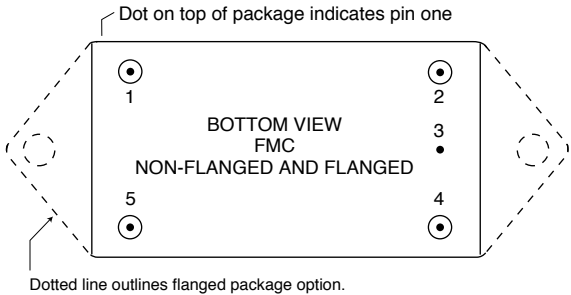 Dot on top of package indicates pin one
1
2
BOTTOM VIEW
FMC
NON-FLANGED AND FLANGED
3
5
4
Dotted line outlines flanged package option.